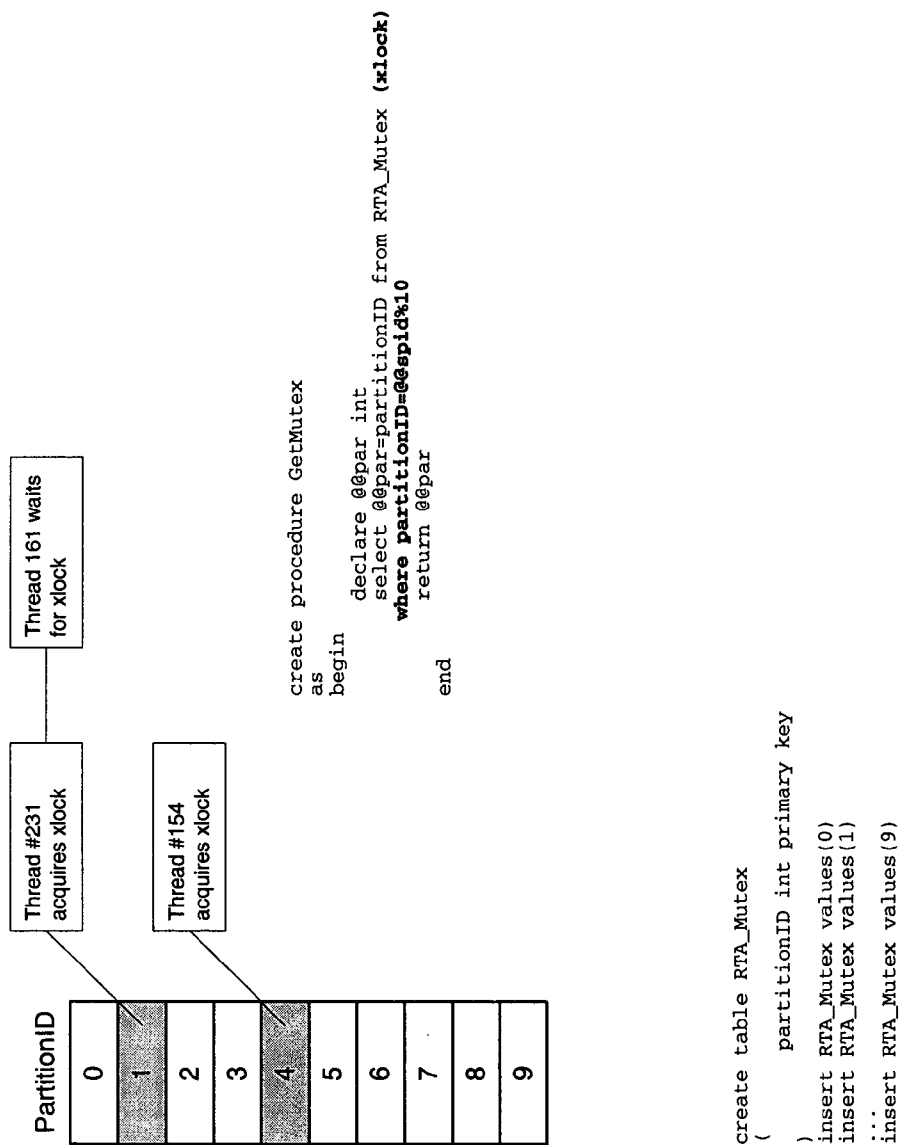 PartitionID
0
1
2
3
4
5
6
7
8
9
Thread #231
acquires xlock
Thread 161 waits
for xlock
Thread #154
acquires xlock
create procedure GetMutex
as
begin
declare @@par int
select @@par=partitionID from RTA_Mutex (xlock)
where partitionID=@@spid%10
return @@par
end
create table RTA_Mutex
(
partitionID int primary key
)
insert RTA_Mutex values(0)
insert RTA_Mutex values(1)
...
insert RTA_Mutex values(9)